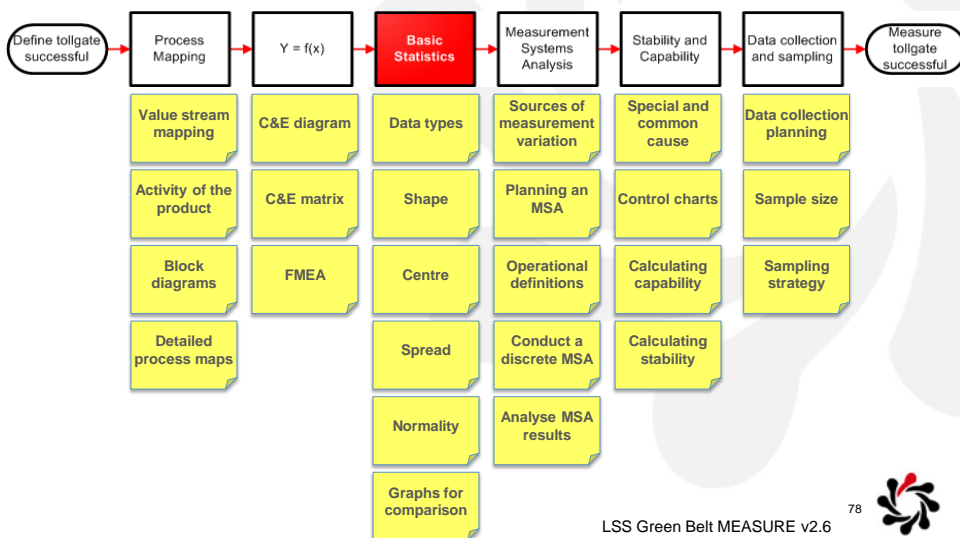 Define tollgate
successful
Process
Mapping
Y = f(x)
Basic
Statistics
Measurement
Systems
Analysis
Stability and
Capability
Data collection
and sampling
Measure
tollgate
successful
Value stream
mapping
Activity of the
product
Block
diagrams
Detailed
process maps
C&E diagram
C&E matrix
FMEA
Data types
Shape
Centre
Spread
Normality
Graphs for
comparison
Sources of
measurement
variation
Planning an
MSA
Operational
definitions
Conduct a
discrete MSA
Analyse MSA
results
Special and
common
cause
Control charts
Calculating
capability
Calculating
stability
Data collection
planning
Sample size
Sampling
strategy
78
LSS Green Belt MEASURE v2.6